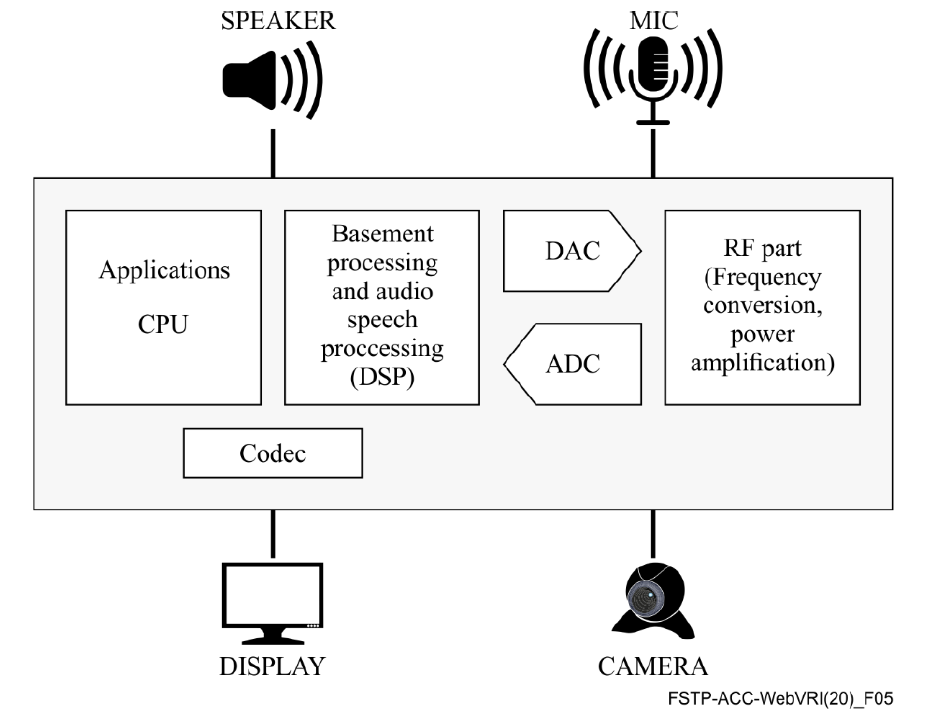 SPEAKER
MIC
Applications
CPU
Basement
processing
and audio
speech
proccessing
(DSP)
DAC
ADC
RF part
(Frequency
conversion,
power
amplification)
Codec
DISPLAY
CAMERA
FSTP-ACC-WebVRI(20)_F05